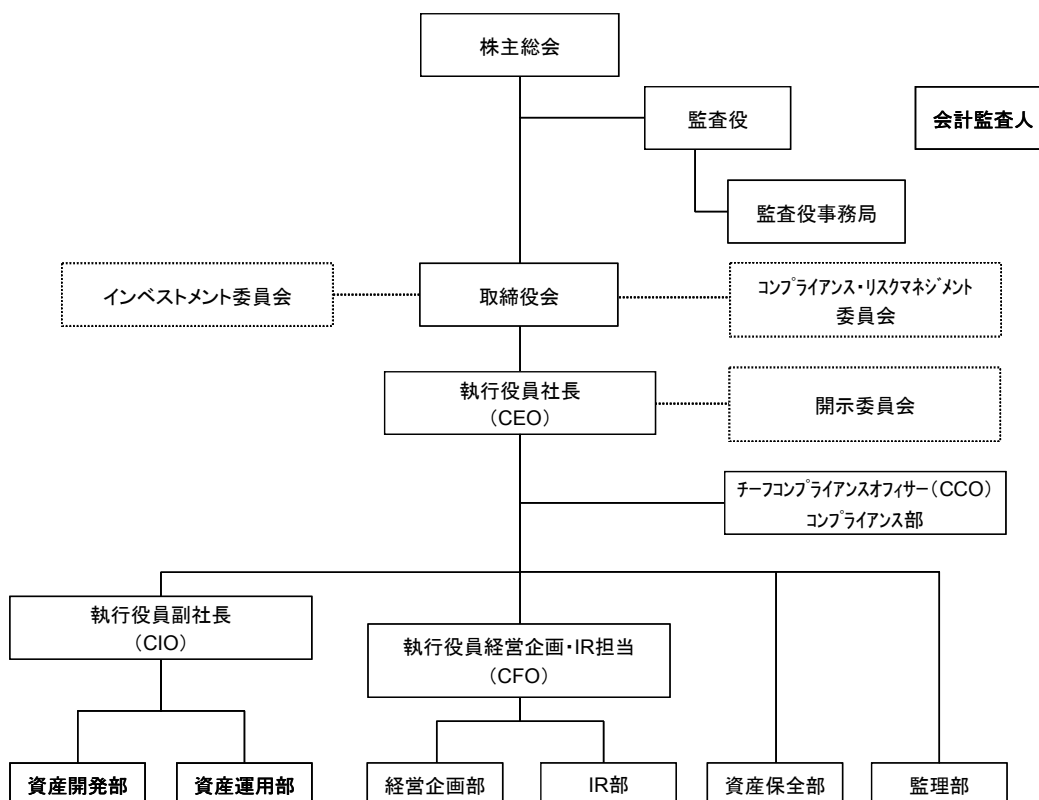 株主総会
監査役
会計監査人
監査役事務局
インベストメント委員会
取締役会
コンプライアンス・リスクマネジメント
委員会
執行役員社長
(CEO)
開示委員会
チーフコンプライアンスオフィサー(CCO)
コンプライアンス部
執行役員副社長
(CIO)
執行役員経営企画・IR担当
(CFO)
資産開発部
資産運用部
経営企画部
IR部
資産保全部
監理部